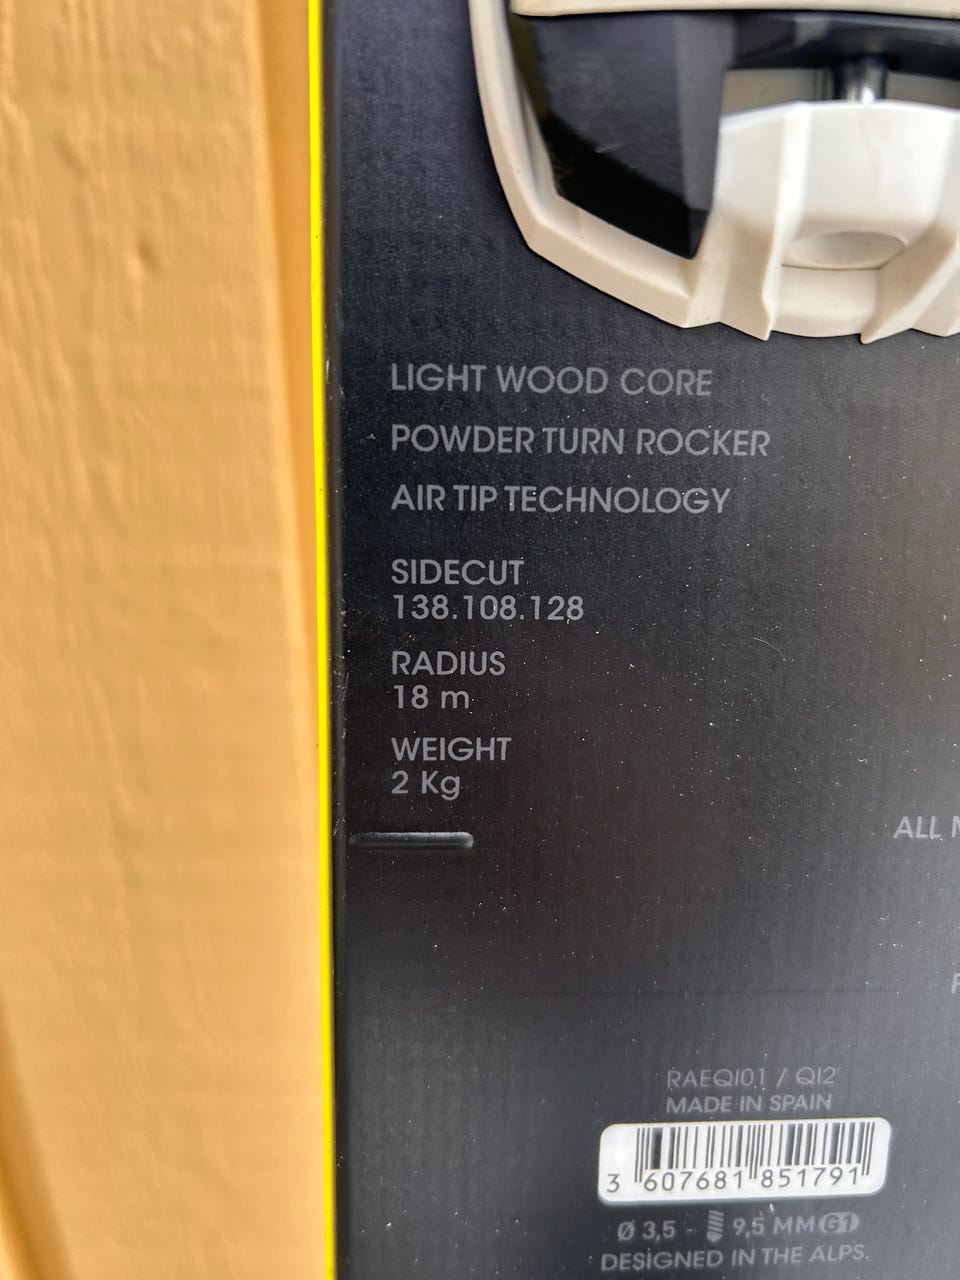 LIGHT WOOD CORE
POWDER TURN ROCKER
AIR TIP TECHNOLOGY
SIDECUT
138.108.128
RADIUS
18 m
WEIGHT
2 Kg
ALL
RAEQI01 / QI2
MADE IN SPAIN
3 607681 851791
Ø 3,5 - 9,5 MM G1
DESIGNED IN THE ALPS.